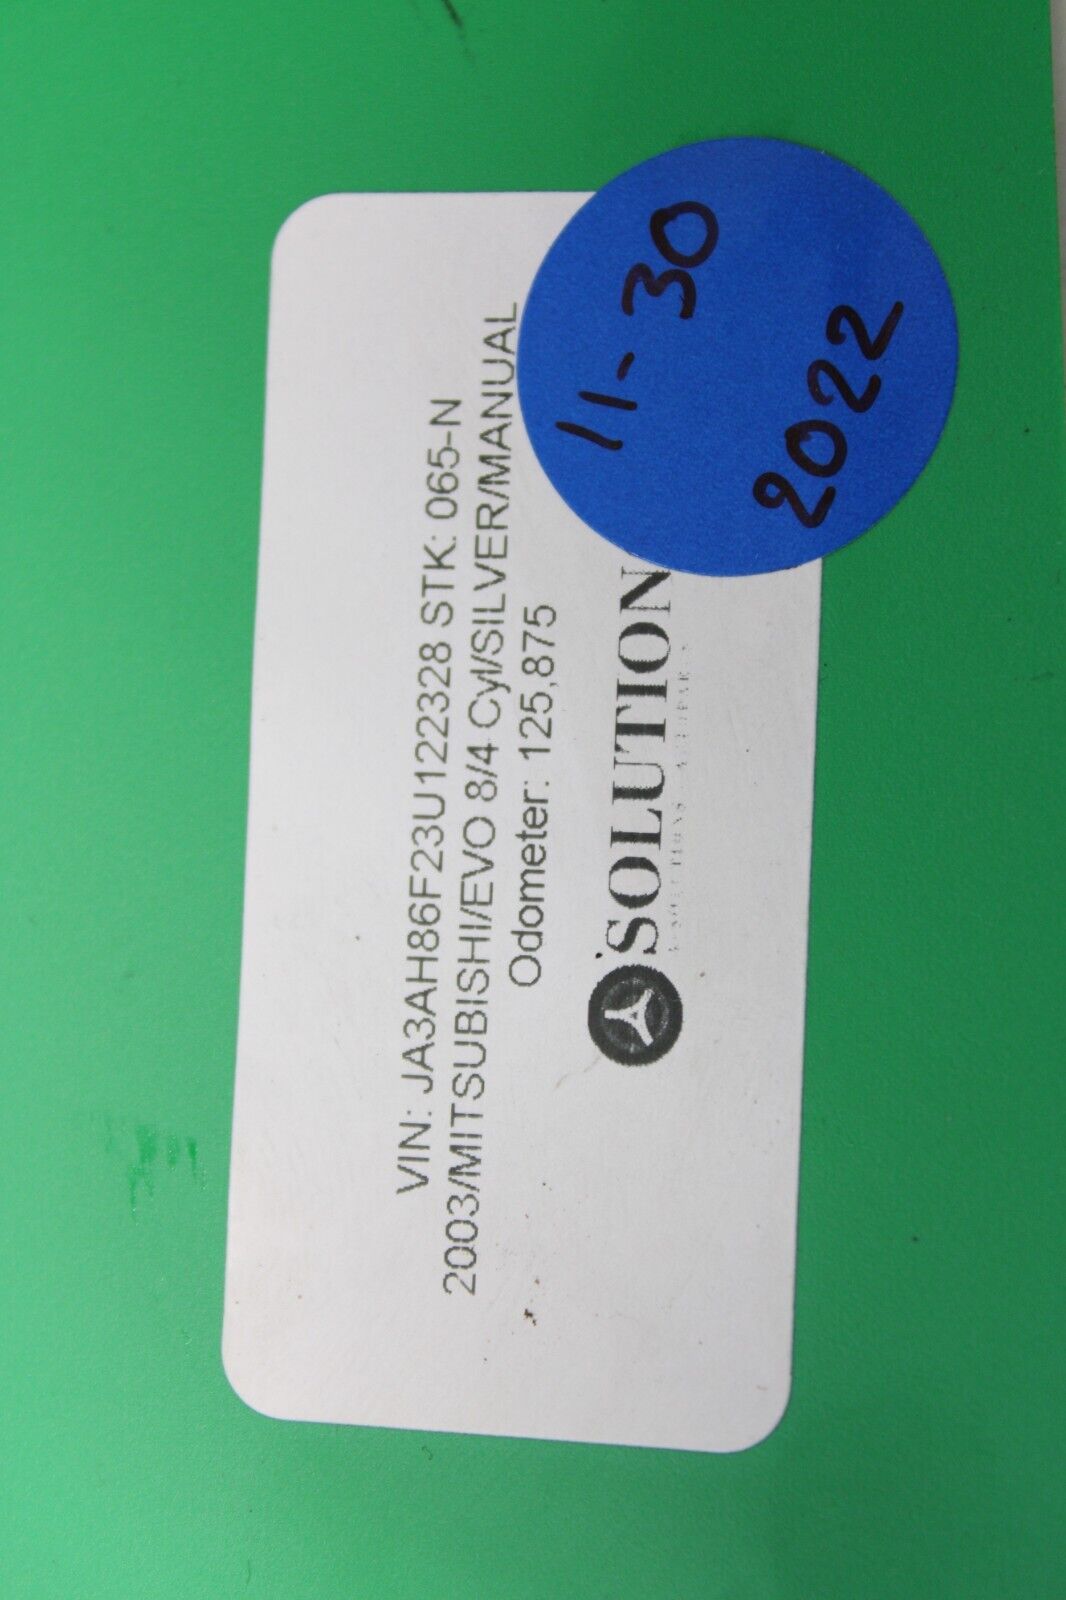 VIN: JA3AH86F23U122328 STK: 065-N
2003/MITSUBISHI/EVO 8/4 Cyl/SILVER/MANUAL
Odometer: 125,875
SOLUTION
11-30
2022